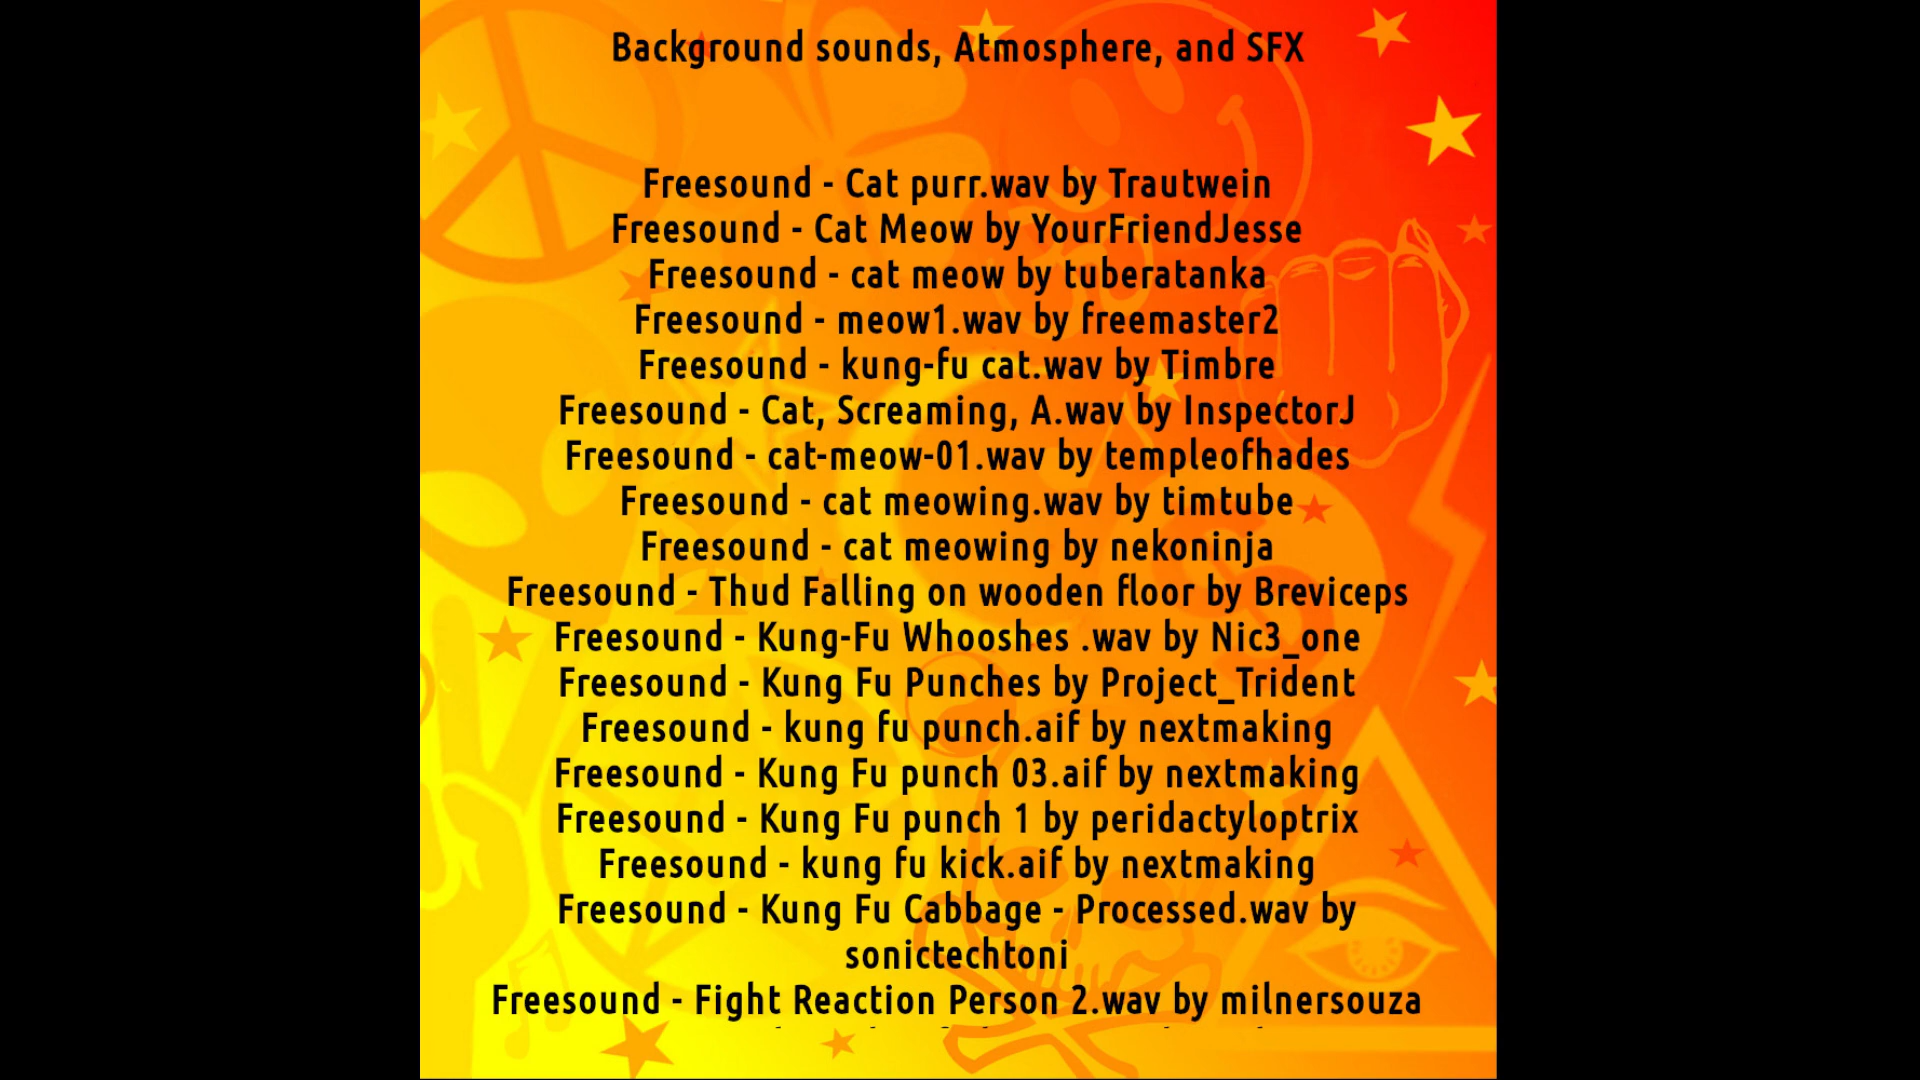 Background sounds, Atmosphere, and SFX
Freesound - Cat purr.wav by Trautwein
Freesound - Cat Meow by YourFriendJesse
Freesound - cat meow by tuberatanka
Freesound - meow1.wav by freemaster2
Freesound - kung-fu cat.wav by Timbre
Freesound - Cat, Screaming, A.wav by InspectorJ
Freesound - cat-meow-01.wav by templeofhades
Freesound - cat meowing.wav by timtube
Freesound - cat meowing by nekoninja
Freesound - Thud Falling on wooden floor by Breviceps
Freesound - Kung-Fu Whooshes .wav by Nic3_one
Freesound - Kung Fu Punches by Project_Trident
Freesound - kung fu punch.aif by nextmaking
Freesound - Kung Fu punch 03.aif by nextmaking
Freesound - Kung Fu punch 1 by peridactyloptrix
Freesound - kung fu kick.aif by nextmaking
Freesound - Kung Fu Cabbage - Processed.wav by
sonictechtoni
Freesound - Fight Reaction Person 2.wav by milnersouza